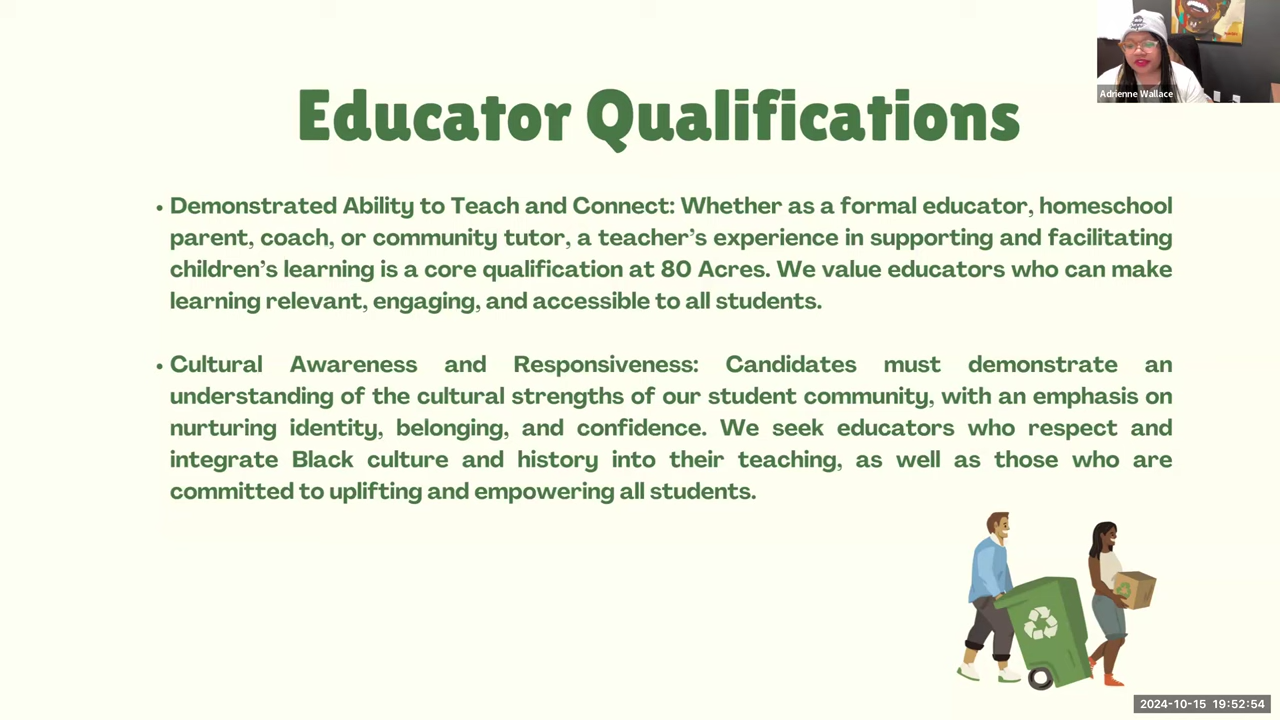 Educator Qualifications
Adrienne Wallace
• Demonstrated Ability to Teach and Connect: Whether as a formal educator, homeschool
parent, coach, or community tutor, a teacher's experience in supporting and facilitating
children's learning is a core qualification at 80 Acres. We value educators who can make
learning relevant, engaging, and accessible to all students.
• Cultural Awareness and Responsiveness: Candidates must demonstrate an
understanding of the cultural strengths of our student community, with an emphasis on
nurturing identity, belonging, and confidence. We seek educators who respect and
integrate Black culture and history into their teaching, as well as those who are
committed to uplifting and empowering all students.
2024-10-15 19:52:54